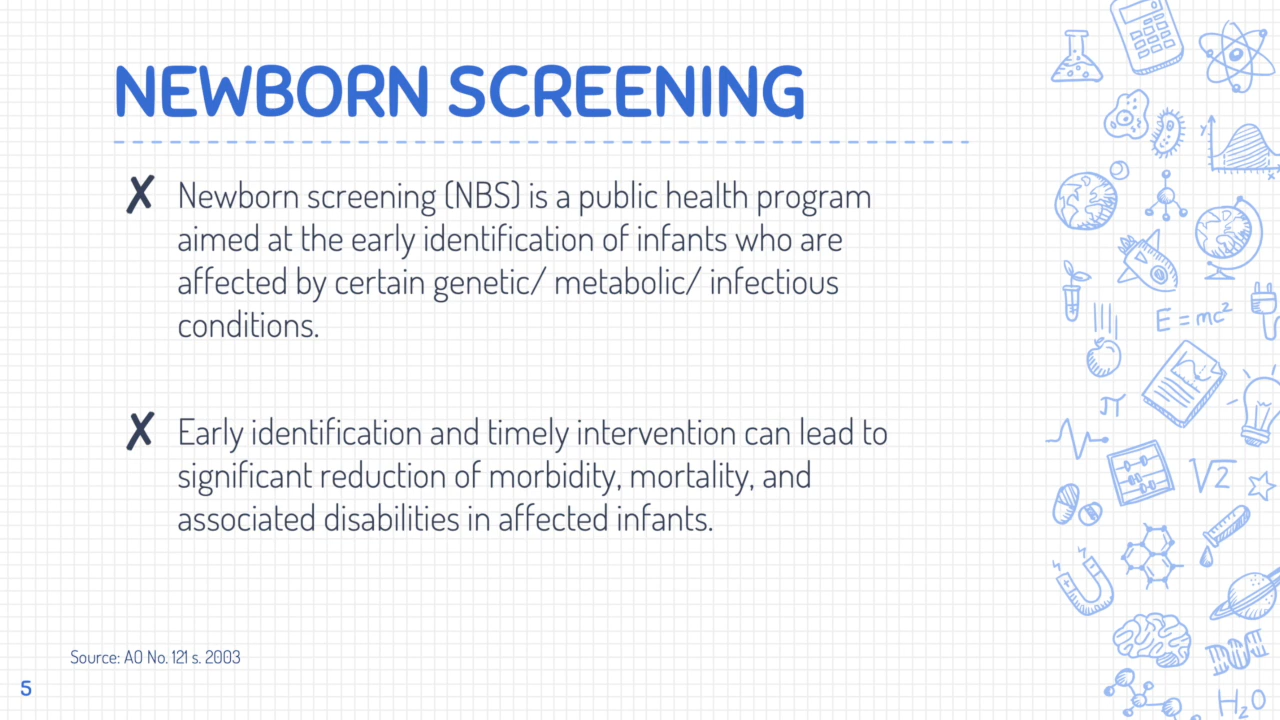 NEWBORN SCREENING
✗ Newborn screening (NBS) is a public health program
aimed at the early identification of infants who are
affected by certain genetic/ metabolic/ infectious
conditions.
✗ Early identification and timely intervention can lead to
significant reduction of morbidity, mortality, and
associated disabilities in affected infants.
Source: AO No. 121 s. 2003
5
y
x
E = mc²
π
√2
H₂O